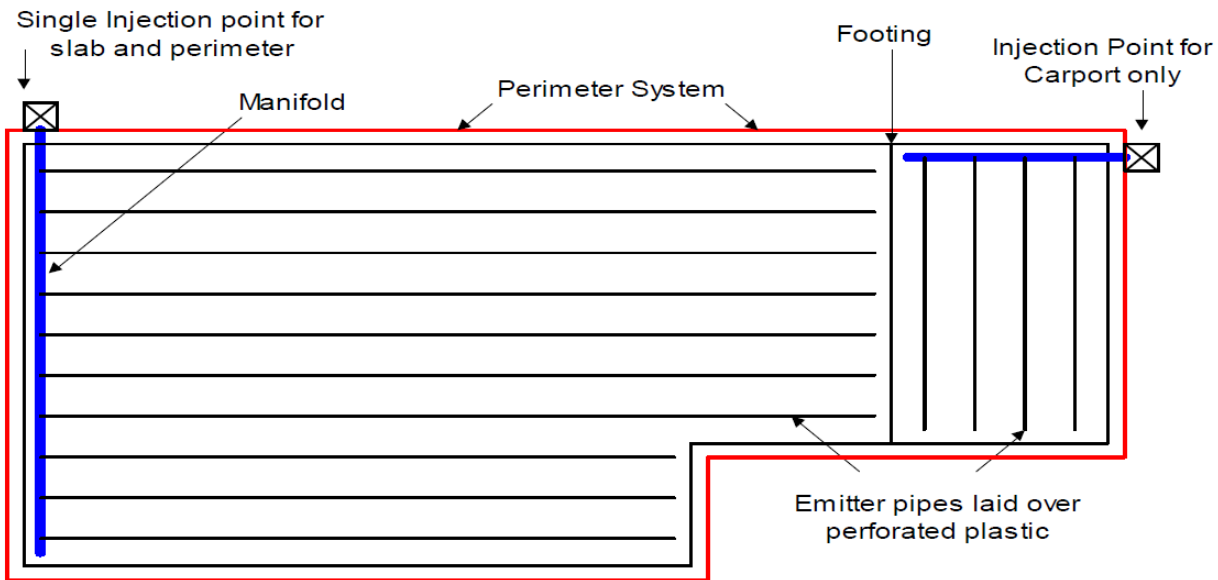 Single Injection point for
slab and perimeter
Manifold
Perimeter System
Footing
Injection Point for
Carport only
Emitter pipes laid over
perforated plastic